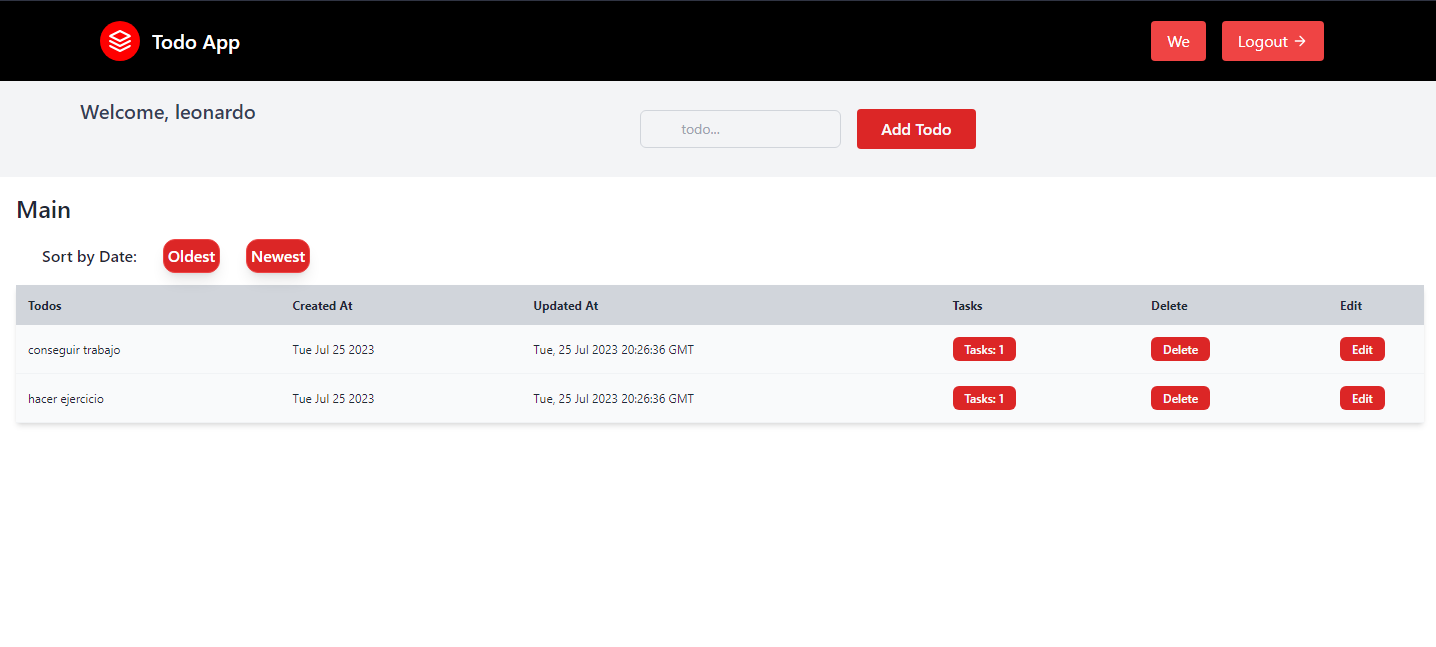 Todo App We Logout →
Welcome, leonardo
todo... Add Todo
Main
Sort by Date: Oldest Newest
Todos Created At Updated At Tasks Delete Edit
conseguir trabajo Tue Jul 25 2023 Tue, 25 Jul 2023 20:26:36 GMT Tasks: 1 Delete Edit
hacer ejercicio Tue Jul 25 2023 Tue, 25 Jul 2023 20:26:36 GMT Tasks: 1 Delete Edit